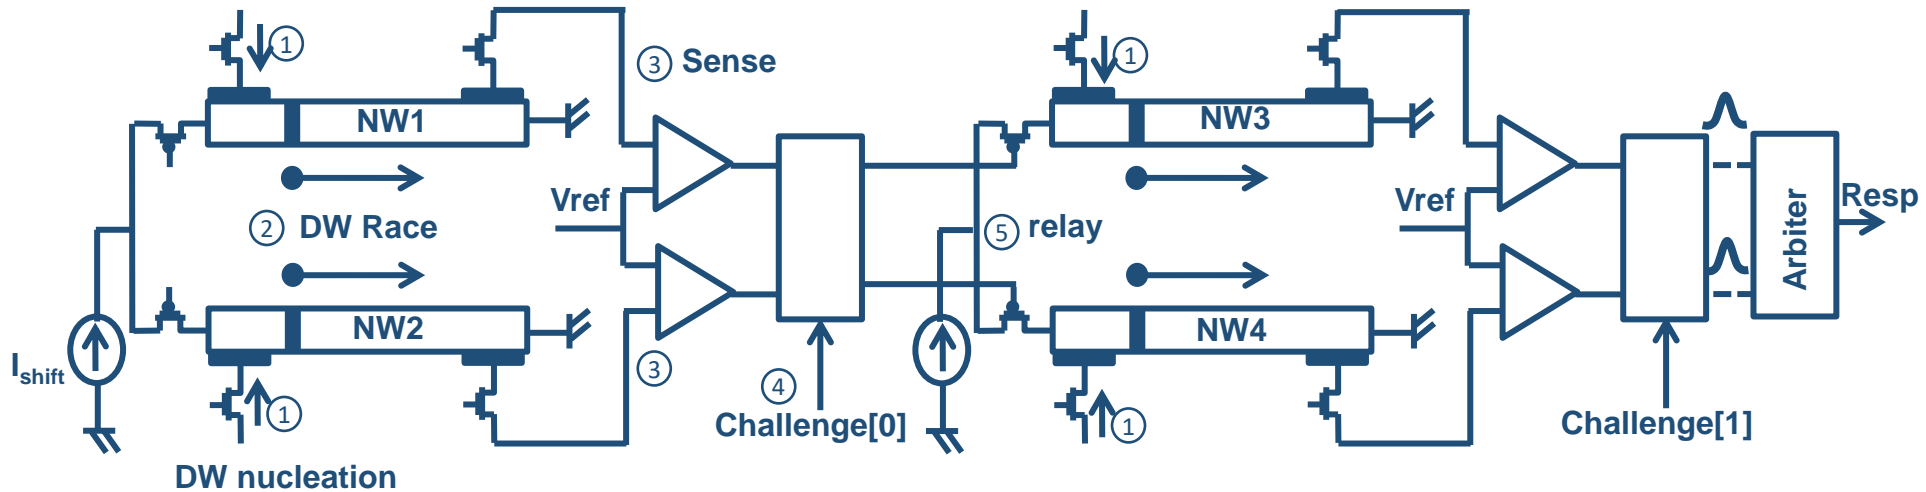 1
1
NW1
3 Sense
NW3
2 DW Race
Vref
5 relay
Vref
Resp
Arbiter
NW2
NW4
Ishift
3
4
1
1
Challenge[0]
Challenge[1]
DW nucleation